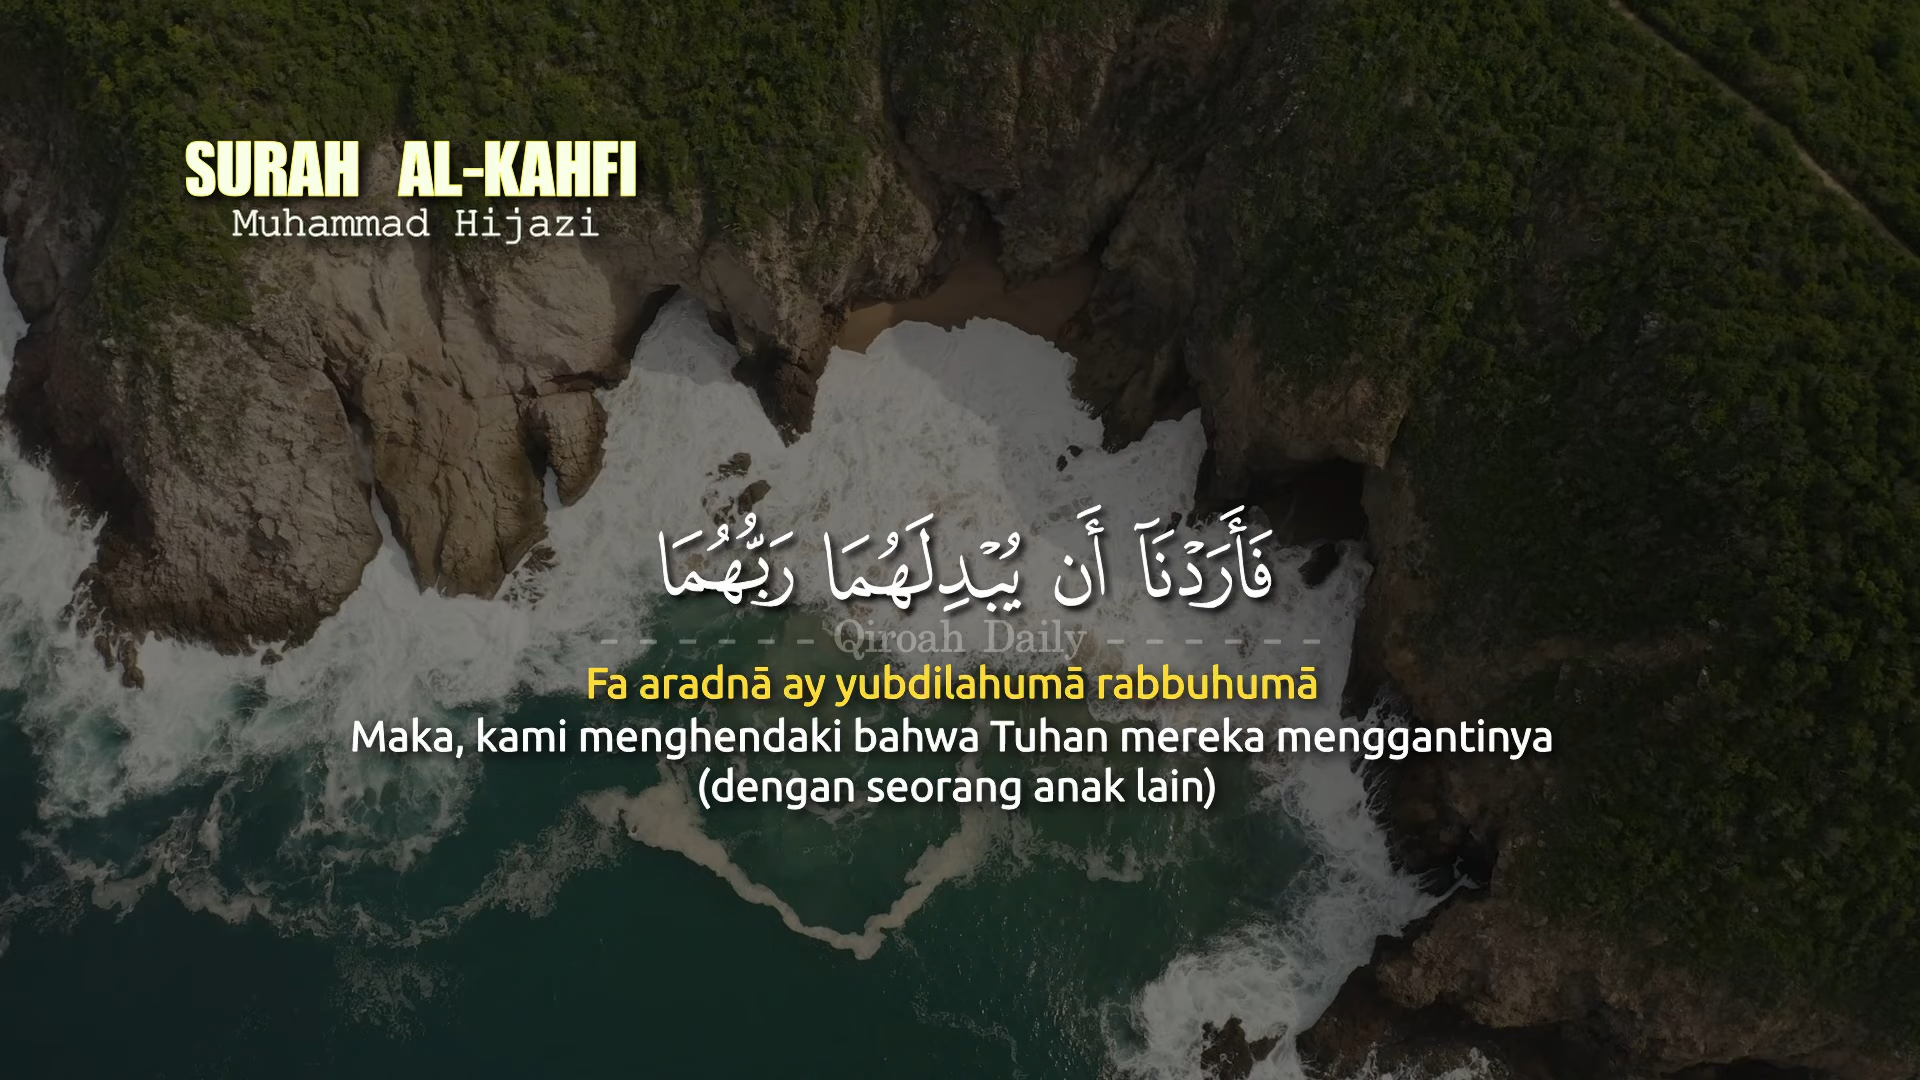 SURAH AL-KAHFI
Muhammad Hijazi
فَأَرَدْنَآ أَن يُبْدِلَهُمَا رَبُّهُمَا
- - - - - - Qiroah Daily - - - - - -
Fa aradnā ay yubdilahumā rabbuhumā
Maka, kami menghendaki bahwa Tuhan mereka menggantinya
(dengan seorang anak lain)